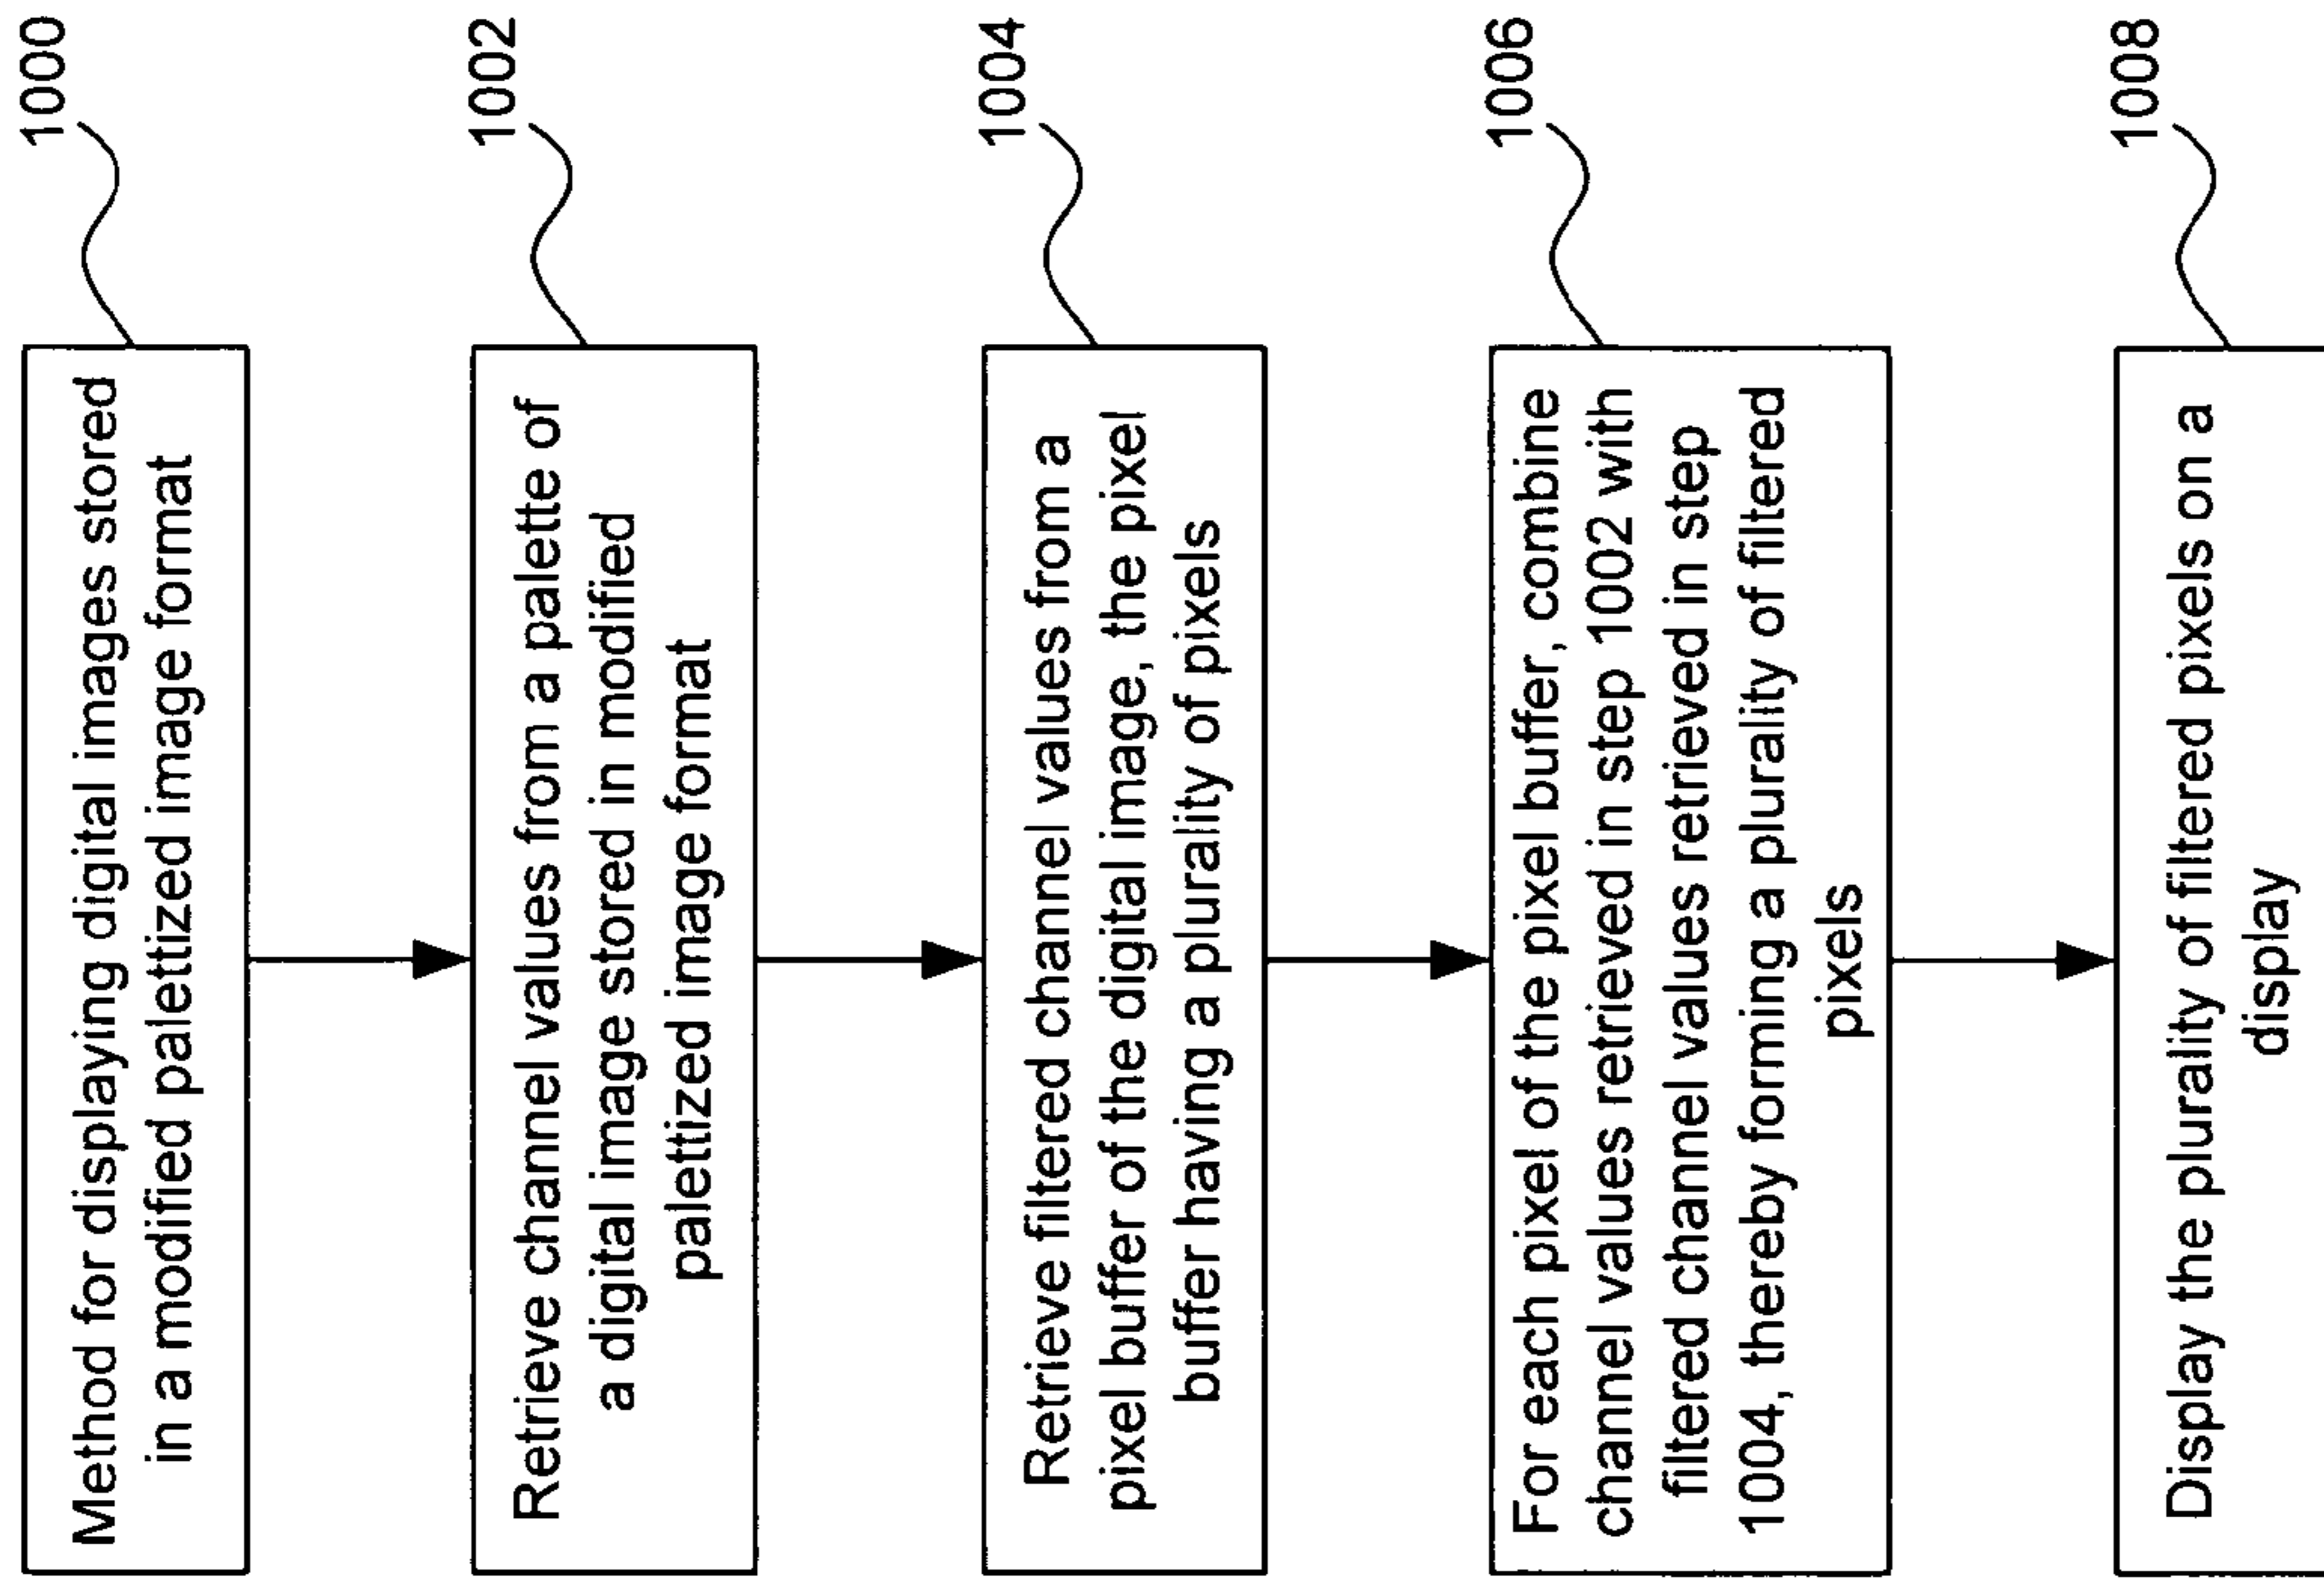 1000
Method for displaying digital images stored
in a modified palettized image format
1002
Retrieve channel values from a palette of
a digital image stored in modified
palettized image format
1004
Retrieve filtered channel values from a
pixel buffer of the digital image, the pixel
buffer having a plurality of pixels
1006
For each pixel of the pixel buffer, combine
channel values retrieved in step 1002 with
filtered channel values retrieved in step
1004, thereby forming a plurality of filtered
pixels
1008
Display the plurality of filtered pixels on a
display